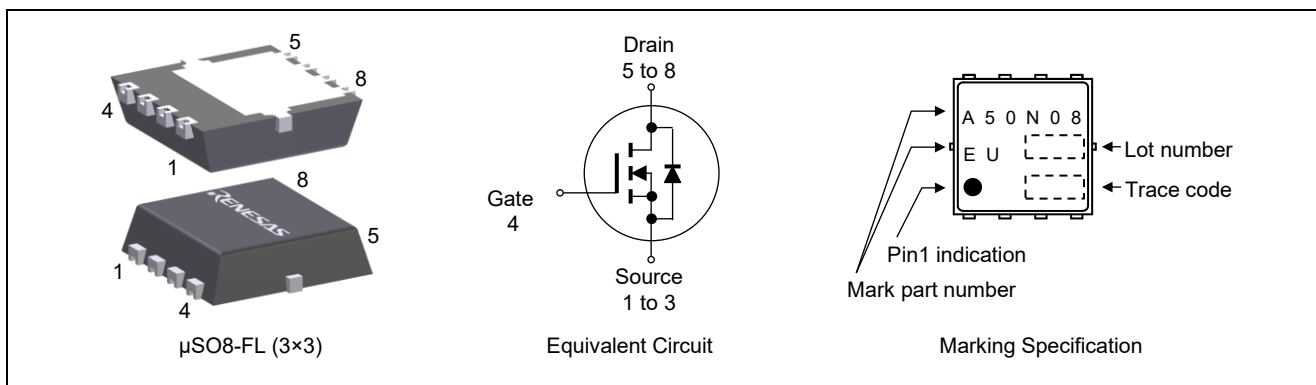 5
8
4
1
8
RENESAS
5
1
4
µSO8-FL (3×3)
Drain
5 to 8
Gate
4
Source
1 to 3
Equivalent Circuit
A 5 0 N 0 8
E U
Lot number
Trace code
Pin1 indication
Mark part number
Marking Specification